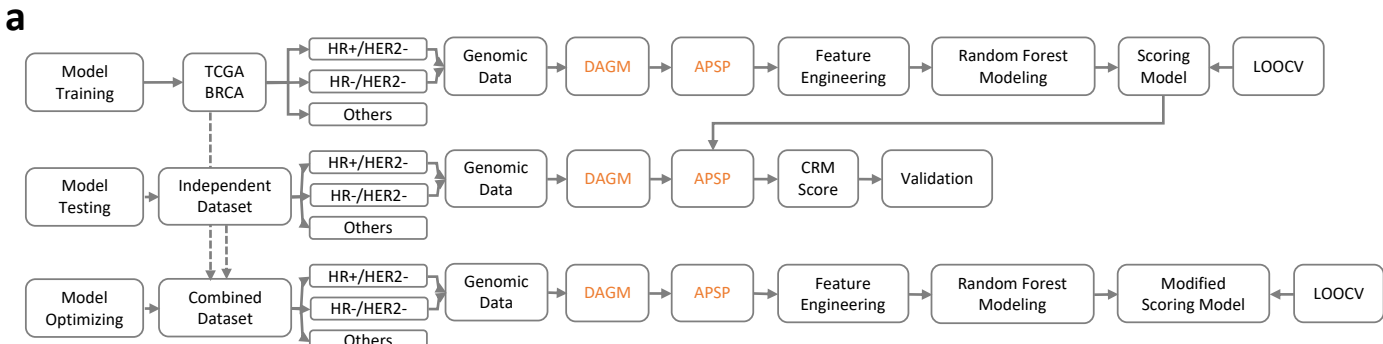 a
Model
Training
TCGA
BRCA
HR+/HER2-
HR-/HER2-
Others
Genomic
Data
DAGM
APSP
Feature
Engineering
Random Forest
Modeling
Scoring
Model
LOOCV
Model
Testing
Independent
Dataset
HR+/HER2-
HR-/HER2-
Others
Genomic
Data
DAGM
APSP
CRM
Score
Validation
Model
Optimizing
Combined
Dataset
HR+/HER2-
HR-/HER2-
Others
Genomic
Data
DAGM
APSP
Feature
Engineering
Random Forest
Modeling
Modified
Scoring Model
LOOCV